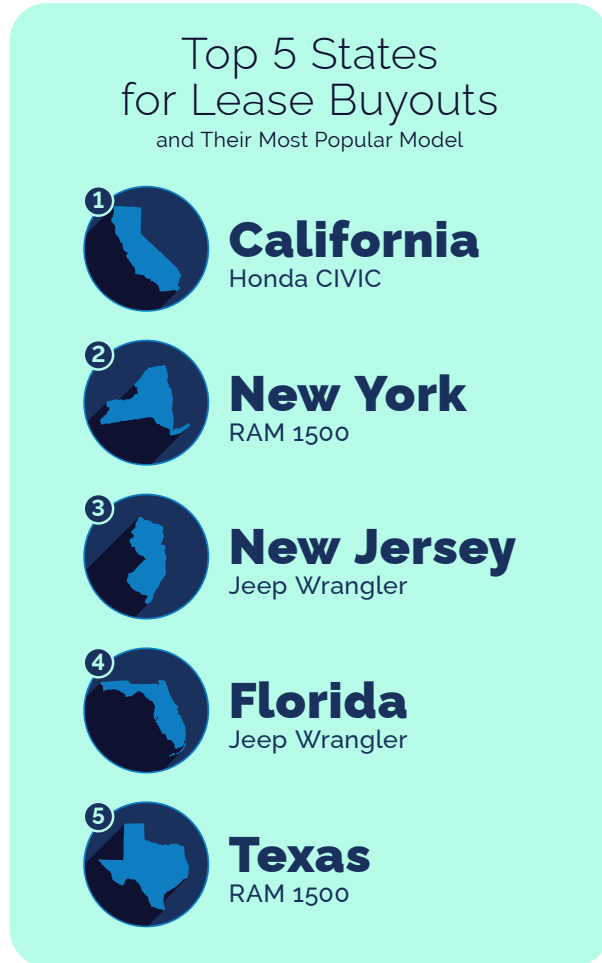 Top 5 States
for Lease Buyouts
and Their Most Popular Model
1
California
Honda CIVIC
2
New York
RAM 1500
3
New Jersey
Jeep Wrangler
4
Florida
Jeep Wrangler
5
Texas
RAM 1500